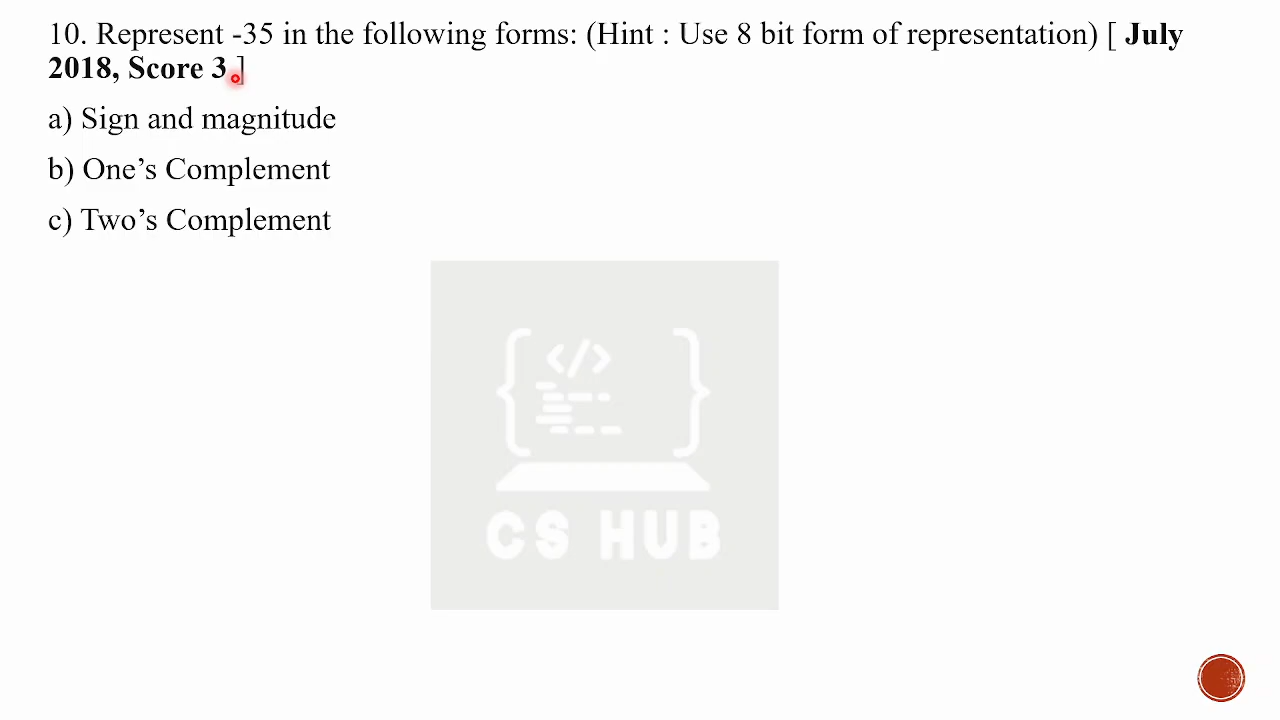 10. Represent -35 in the following forms: (Hint : Use 8 bit form of representation) [ July
2018, Score 3 ]
a) Sign and magnitude
b) One’s Complement
c) Two’s Complement
</>
CS HUB